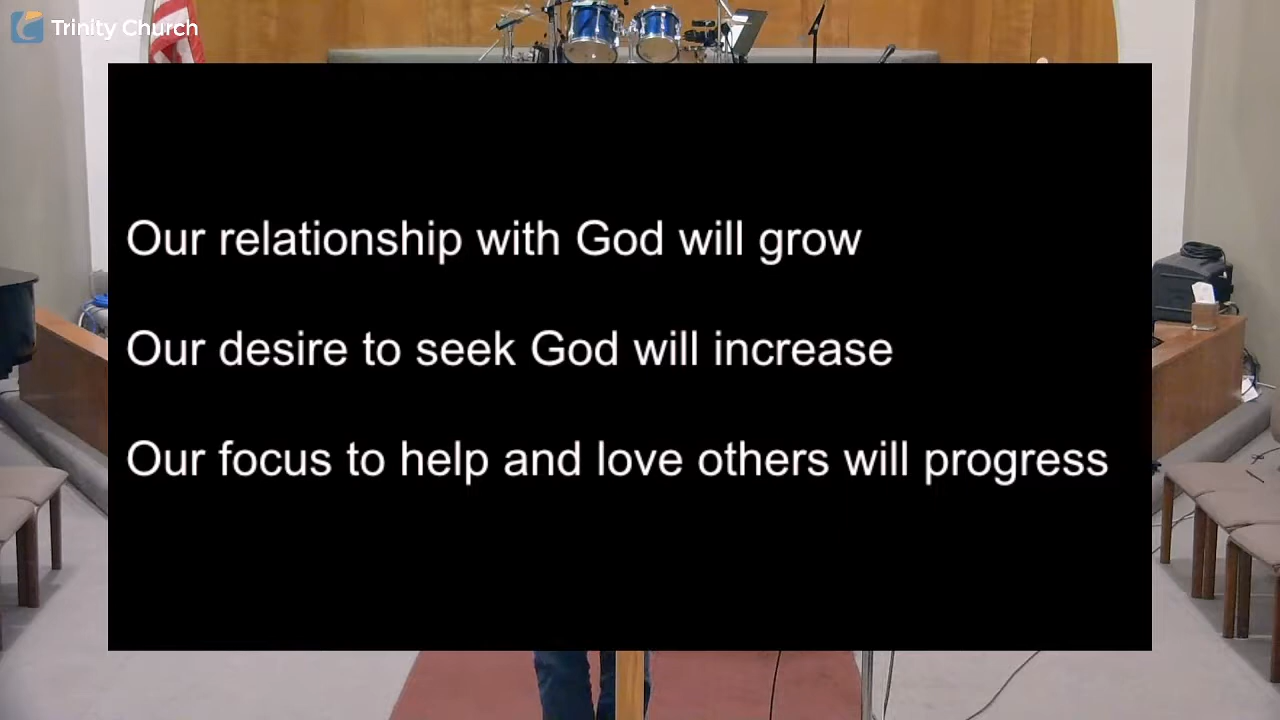 Trinity Church
Our relationship with God will grow
Our desire to seek God will increase
Our focus to help and love others will progress